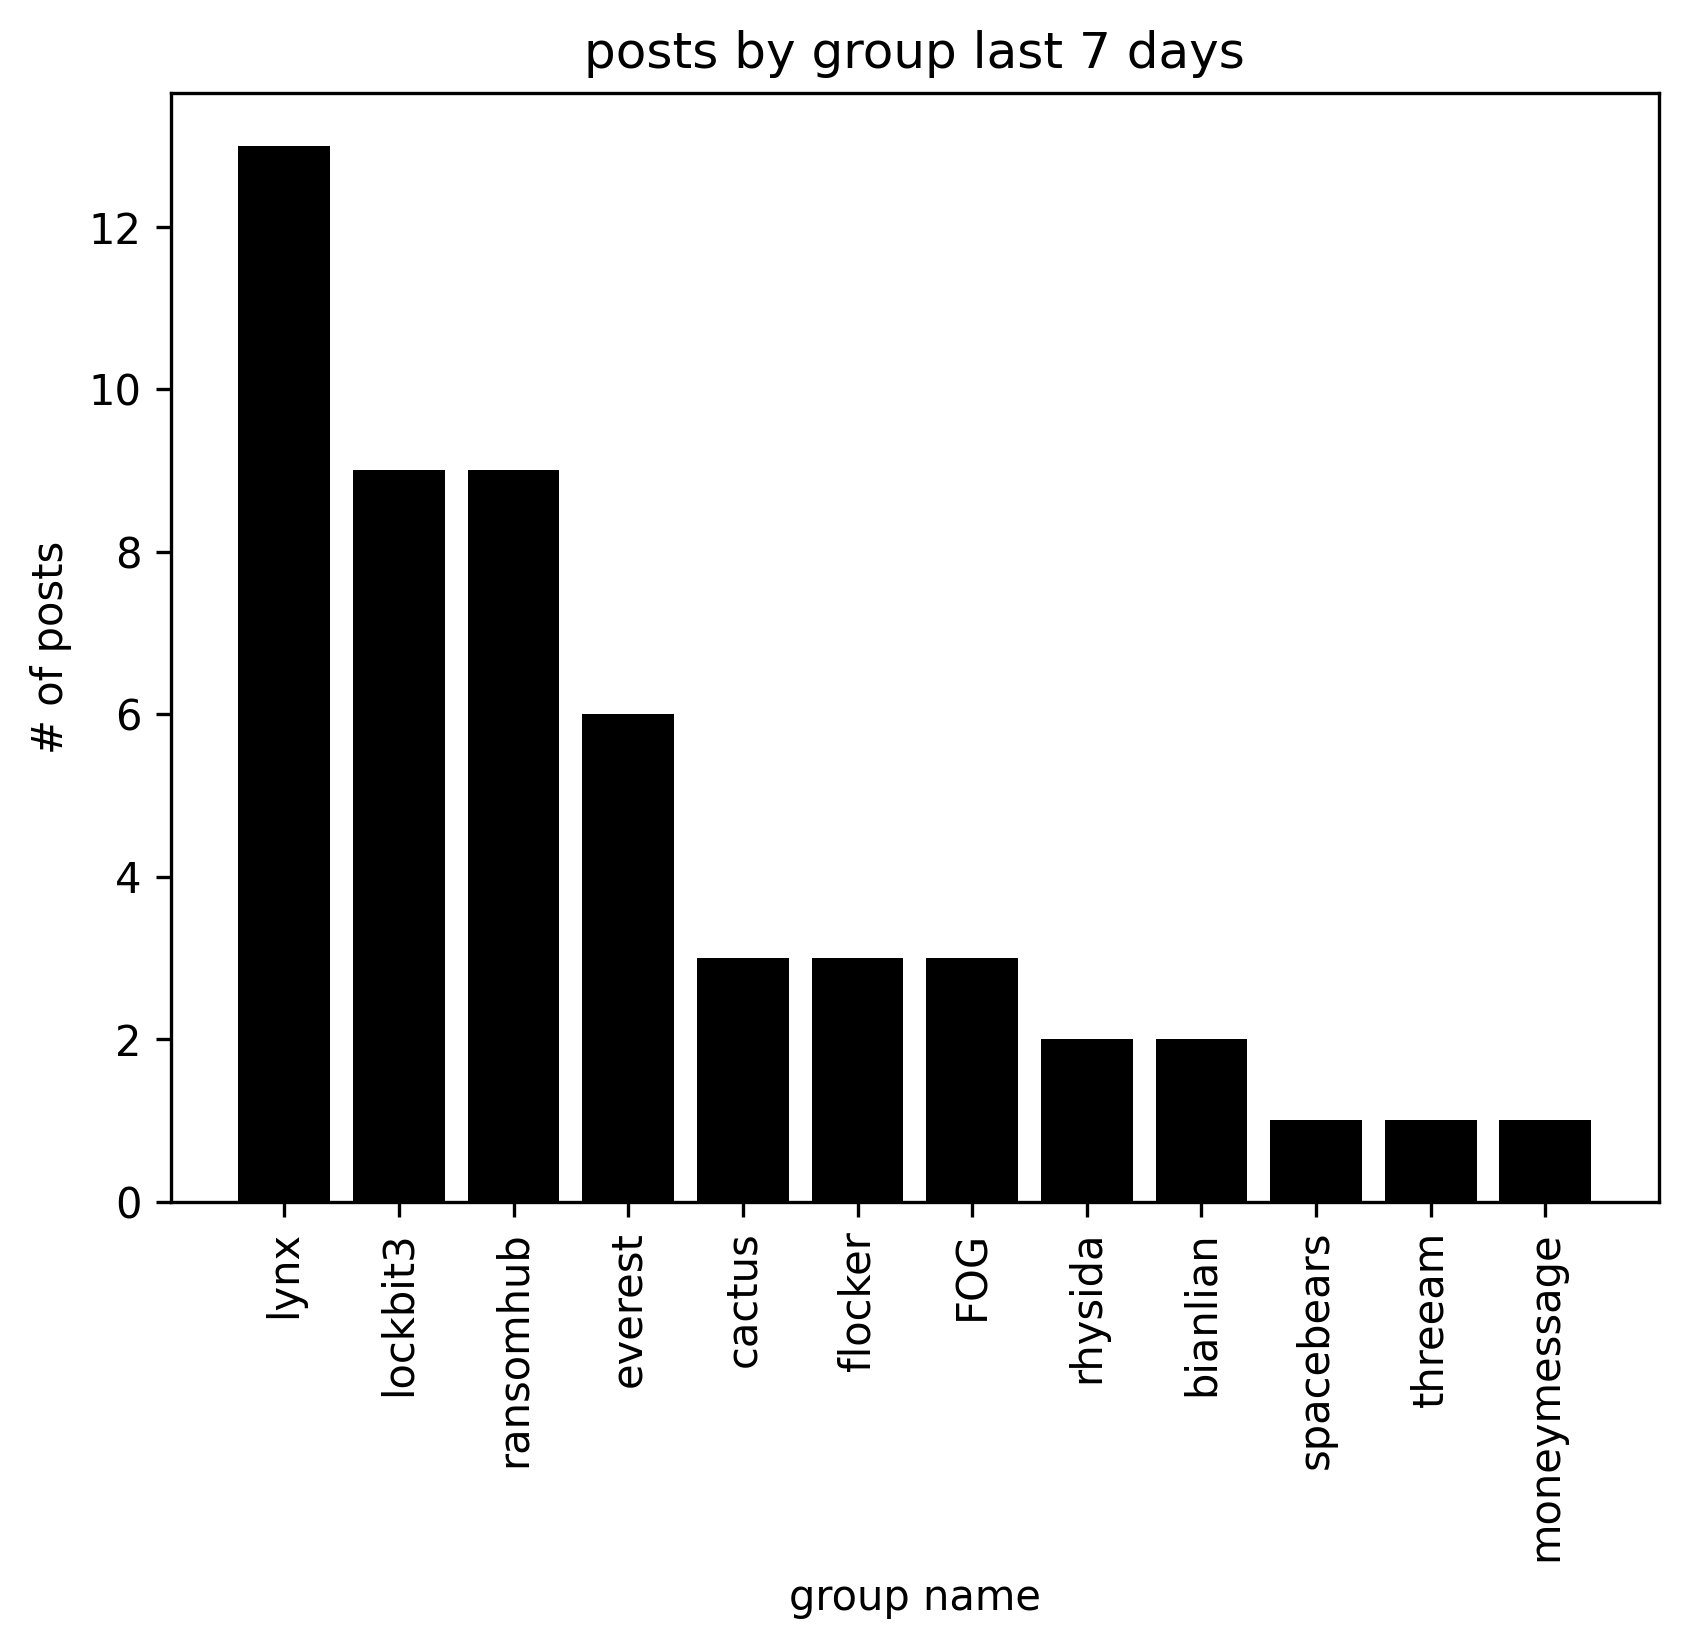 posts by group last 7 days
# of posts
12
10
8
6
4
2
0
lynx
lockbit3
ransomhub
everest
cactus
flocker
FOG
rhysida
bianlian
spacebears
threeam
moneymessage
group name